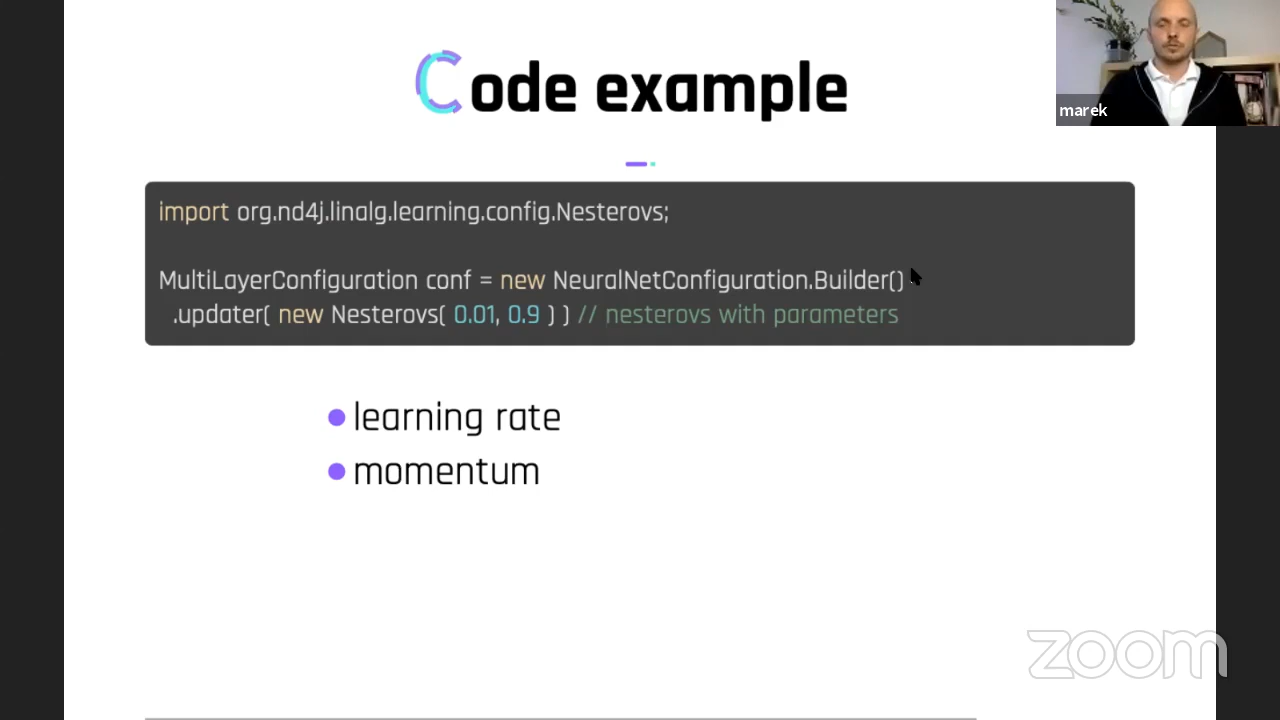 Code example
marek
import org.nd4j.linalg.learning.config.Nesterovs;
MultiLayerConfiguration conf = new NeuralNetConfiguration.Builder()
.updater( new Nesterovs( 0.01, 0.9 ) ) // nesterovs with parameters
learning rate
momentum
zoom